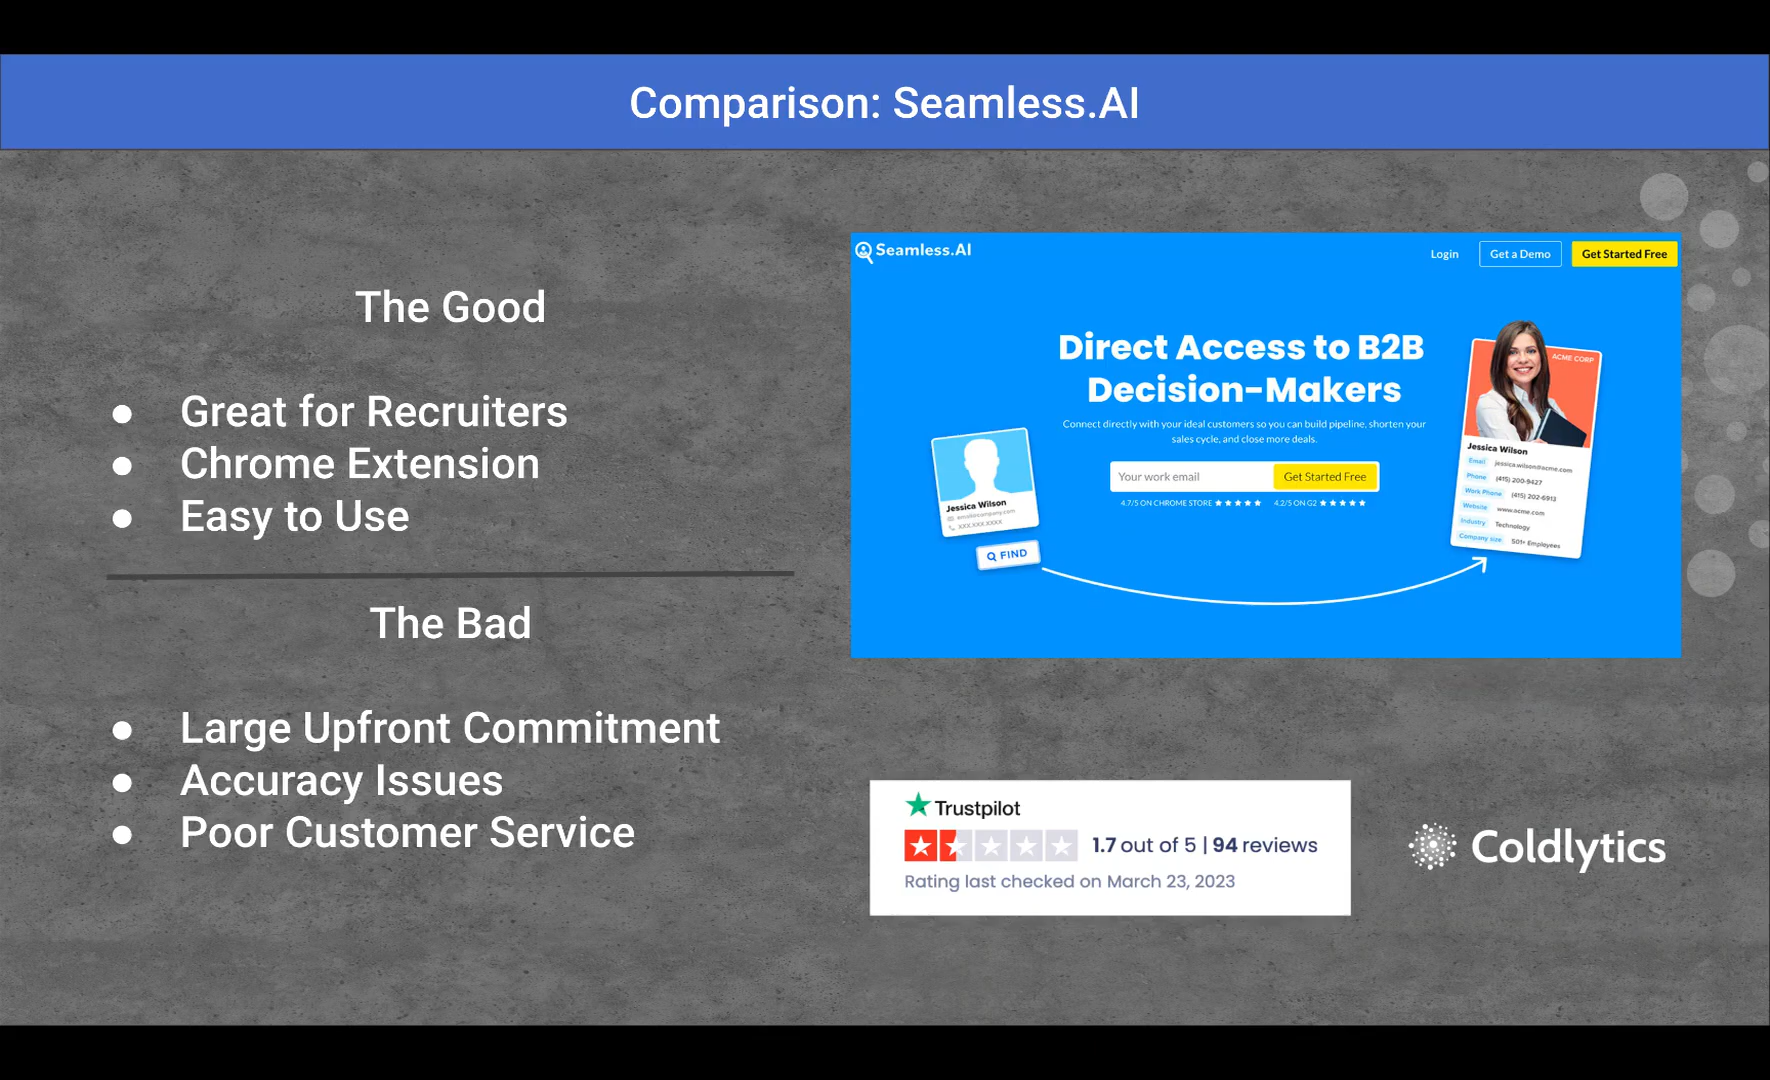 Comparison: Seamless.AI
The Good
● Great for Recruiters
● Chrome Extension
● Easy to Use
The Bad
● Large Upfront Commitment
● Accuracy Issues
● Poor Customer Service
Seamless.AI
Login
Get a Demo
Get Started Free
Direct Access to B2B
Decision-Makers
Connect directly with your ideal customers so you can build pipeline, shorten your
sales cycle, and close more deals.
Your work email
Get Started Free
4.7/5 ON CHROME STORE ★★★★★ 4.2/5 ON G2 ★★★★★
Jessica Wilson
email@company.com
XXX.XXX.XXXX
FIND
ACME CORP
Jessica Wilson
Email jessica.wilson@acme.com
Phone (415) 200-9427
Work Phone (415) 202-6913
Website www.acme.com
Industry Technology
Company size 501+ Employees
Trustpilot
1.7 out of 5 | 94 reviews
Rating last checked on March 23, 2023
Coldlytics